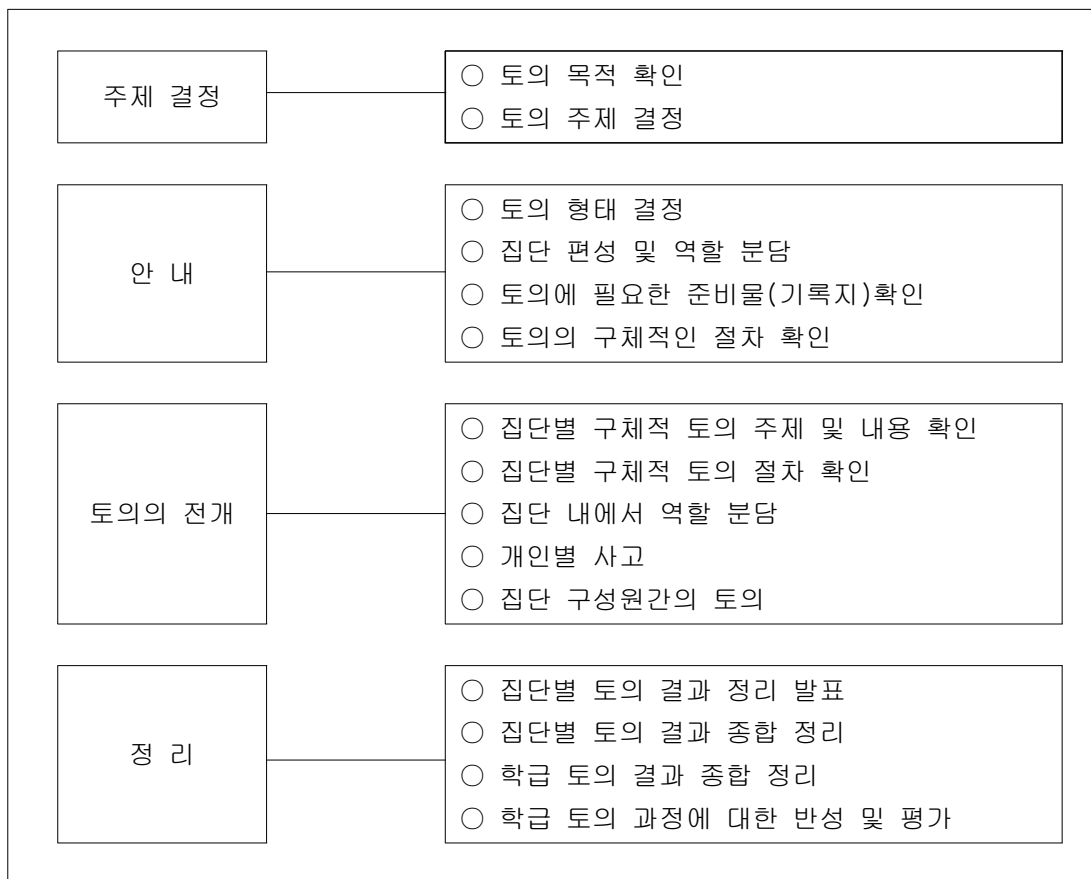 주제 결정
○ 토의 목적 확인
○ 토의 주제 결정
안 내
○ 토의 형태 결정
○ 집단 편성 및 역할 분담
○ 토의에 필요한 준비물(기록지)확인
○ 토의의 구체적인 절차 확인
토의의 전개
○ 집단별 구체적 토의 주제 및 내용 확인
○ 집단별 구체적 토의 절차 확인
○ 집단 내에서 역할 분담
○ 개인별 사고
○ 집단 구성원간의 토의
정 리
○ 집단별 토의 결과 정리 발표
○ 집단별 토의 결과 종합 정리
○ 학급 토의 결과 종합 정리
○ 학급 토의 과정에 대한 반성 및 평가